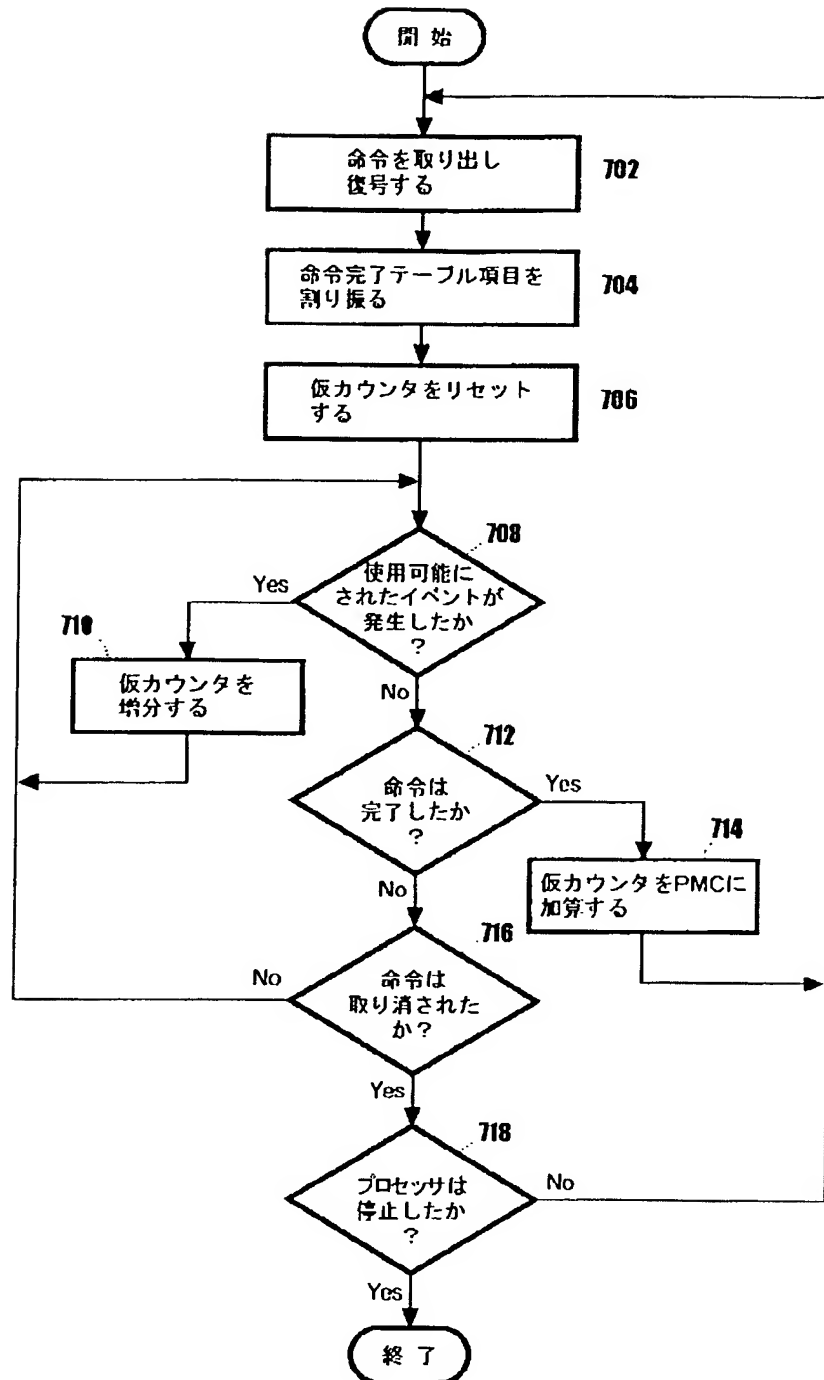 開始
命令を取り出し
復号する
702
命令完了テーブル項目を
割り振る
704
仮カウンタをリセット
する
706
708
使用可能に
されたイベントが
発生したか
?
Yes
No
710
仮カウンタを
増分する
712
命令は
完了したか
?
Yes
No
714
仮カウンタをPMCに
加算する
716
命令は
取り消された
か?
No
Yes
718
プロセッサは
停止したか
?
No
Yes
終了